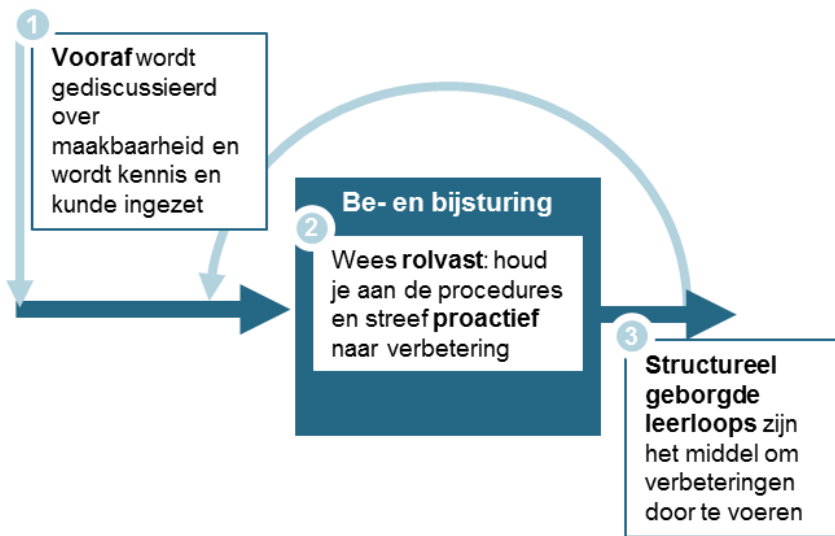 1
Vooraf wordt
gediscussieerd
over
maakbaarheid en
wordt kennis en
kunde ingezet
Be- en bijsturing
2
Wees rolvast: houd
je aan de procedures
en streef proactief
naar verbetering
3
Structureel
geborgde
leerloops zijn
het middel om
verbeteringen
door te voeren